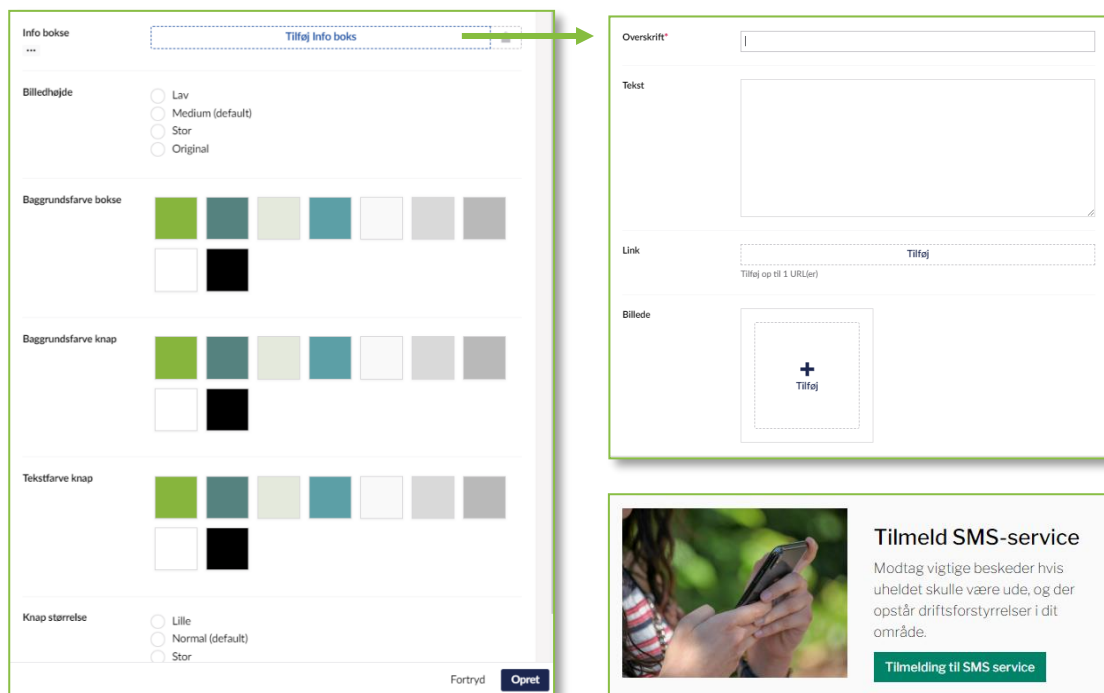 Info bokse
...
Tilføj Info boks
Billedhøjde
Lav
Medium (default)
Stor
Original
Baggrundsfarve bokse
Baggrundsfarve knap
Tekstfarve knap
Knap størrelse
Lille
Normal (default)
Stor
Fortryd
Opret
Overskrift*
Tekst
Link
Tilføj
Tilføj op til 1 URL(er)
Billede
+
Tilføj
Tilmeld SMS-service
Modtag vigtige beskeder hvis
uheldet skulle være ude, og der
opstår driftsforstyrrelser i dit
område.
Tilmelding til SMS service